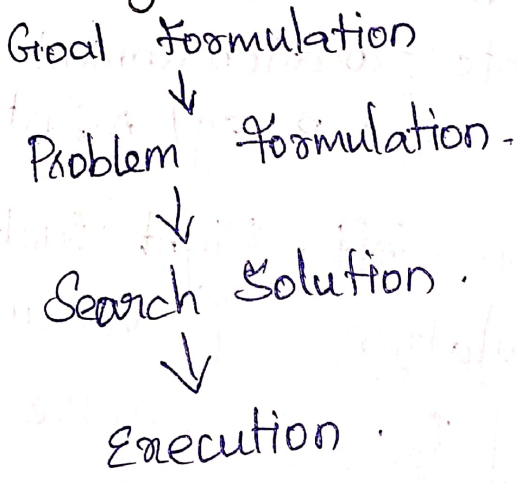 Goal Formulation
↓
Problem Formulation.
↓
Search Solution.
↓
Execution.